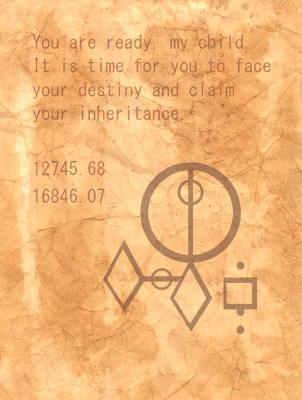 You are ready, my child.
It is time for you to face
your destiny and claim
your inheritance.
12745.68
16846.07